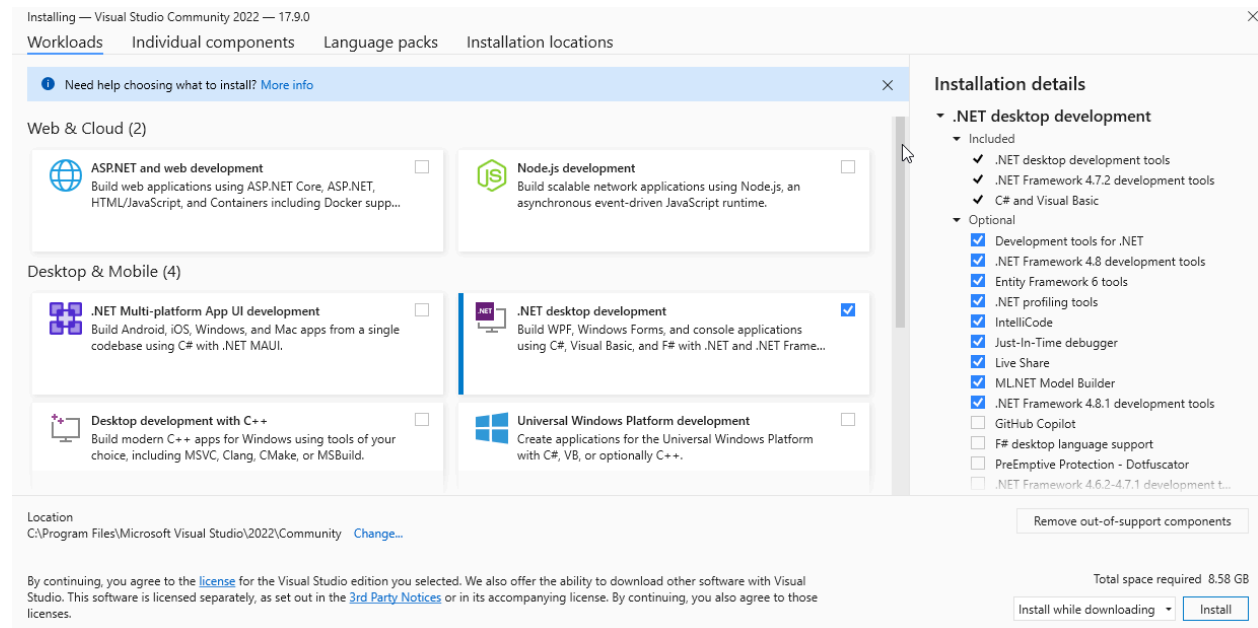 Installing — Visual Studio Community 2022 — 17.9.0
Workloads Individual components Language packs Installation locations
Need help choosing what to install? More info
Web & Cloud (2)
ASP.NET and web development
Build web applications using ASP.NET Core, ASP.NET,
HTML/JavaScript, and Containers including Docker supp...
Node.js development
Build scalable network applications using Node.js, an
asynchronous event-driven JavaScript runtime.
Desktop & Mobile (4)
.NET Multi-platform App UI development
Build Android, iOS, Windows, and Mac apps from a single
codebase using C# with .NET MAUI.
.NET
.NET desktop development
Build WPF, Windows Forms, and console applications
using C#, Visual Basic, and F# with .NET and .NET Frame...
Desktop development with C++
Build modern C++ apps for Windows using tools of your
choice, including MSVC, Clang, CMake, or MSBuild.
Universal Windows Platform development
Create applications for the Universal Windows Platform
with C#, VB, or optionally C++.
Installation details
.NET desktop development
Included
.NET desktop development tools
.NET Framework 4.7.2 development tools
C# and Visual Basic
Optional
Development tools for .NET
.NET Framework 4.8 development tools
Entity Framework 6 tools
.NET profiling tools
IntelliCode
Just-In-Time debugger
Live Share
ML.NET Model Builder
.NET Framework 4.8.1 development tools
GitHub Copilot
F# desktop language support
PreEmptive Protection - Dotfuscator
.NET Framework 4.6.2-4.7.1 development t...
Location
C:\Program Files\Microsoft Visual Studio\2022\Community Change...
Remove out-of-support components
By continuing, you agree to the license for the Visual Studio edition you selected. We also offer the ability to download other software with Visual
Studio. This software is licensed separately, as set out in the 3rd Party Notices or in its accompanying license. By continuing, you also agree to those
licenses.
Total space required 8.58 GB
Install while downloading Install